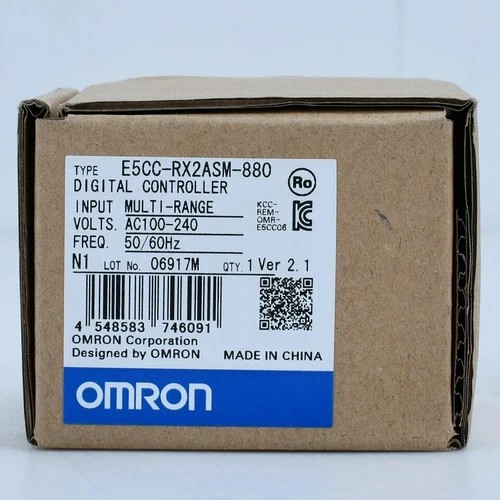 TYPE E5CC-RX2ASM-880
DIGITAL CONTROLLER
Ro
INPUT MULTI-RANGE
VOLTS. AC100-240
FREQ. 50/60Hz
KCC-
REM-
OMR-
E5CC06
N1 LOT No. 06917M QTY. 1 Ver 2.1
4 548583 746091
OMRON Corporation
Designed by OMRON
MADE IN CHINA
OMRON